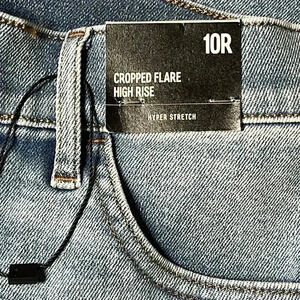 10R
CROPPED FLARE
HIGH RISE
HYPER STRETCH